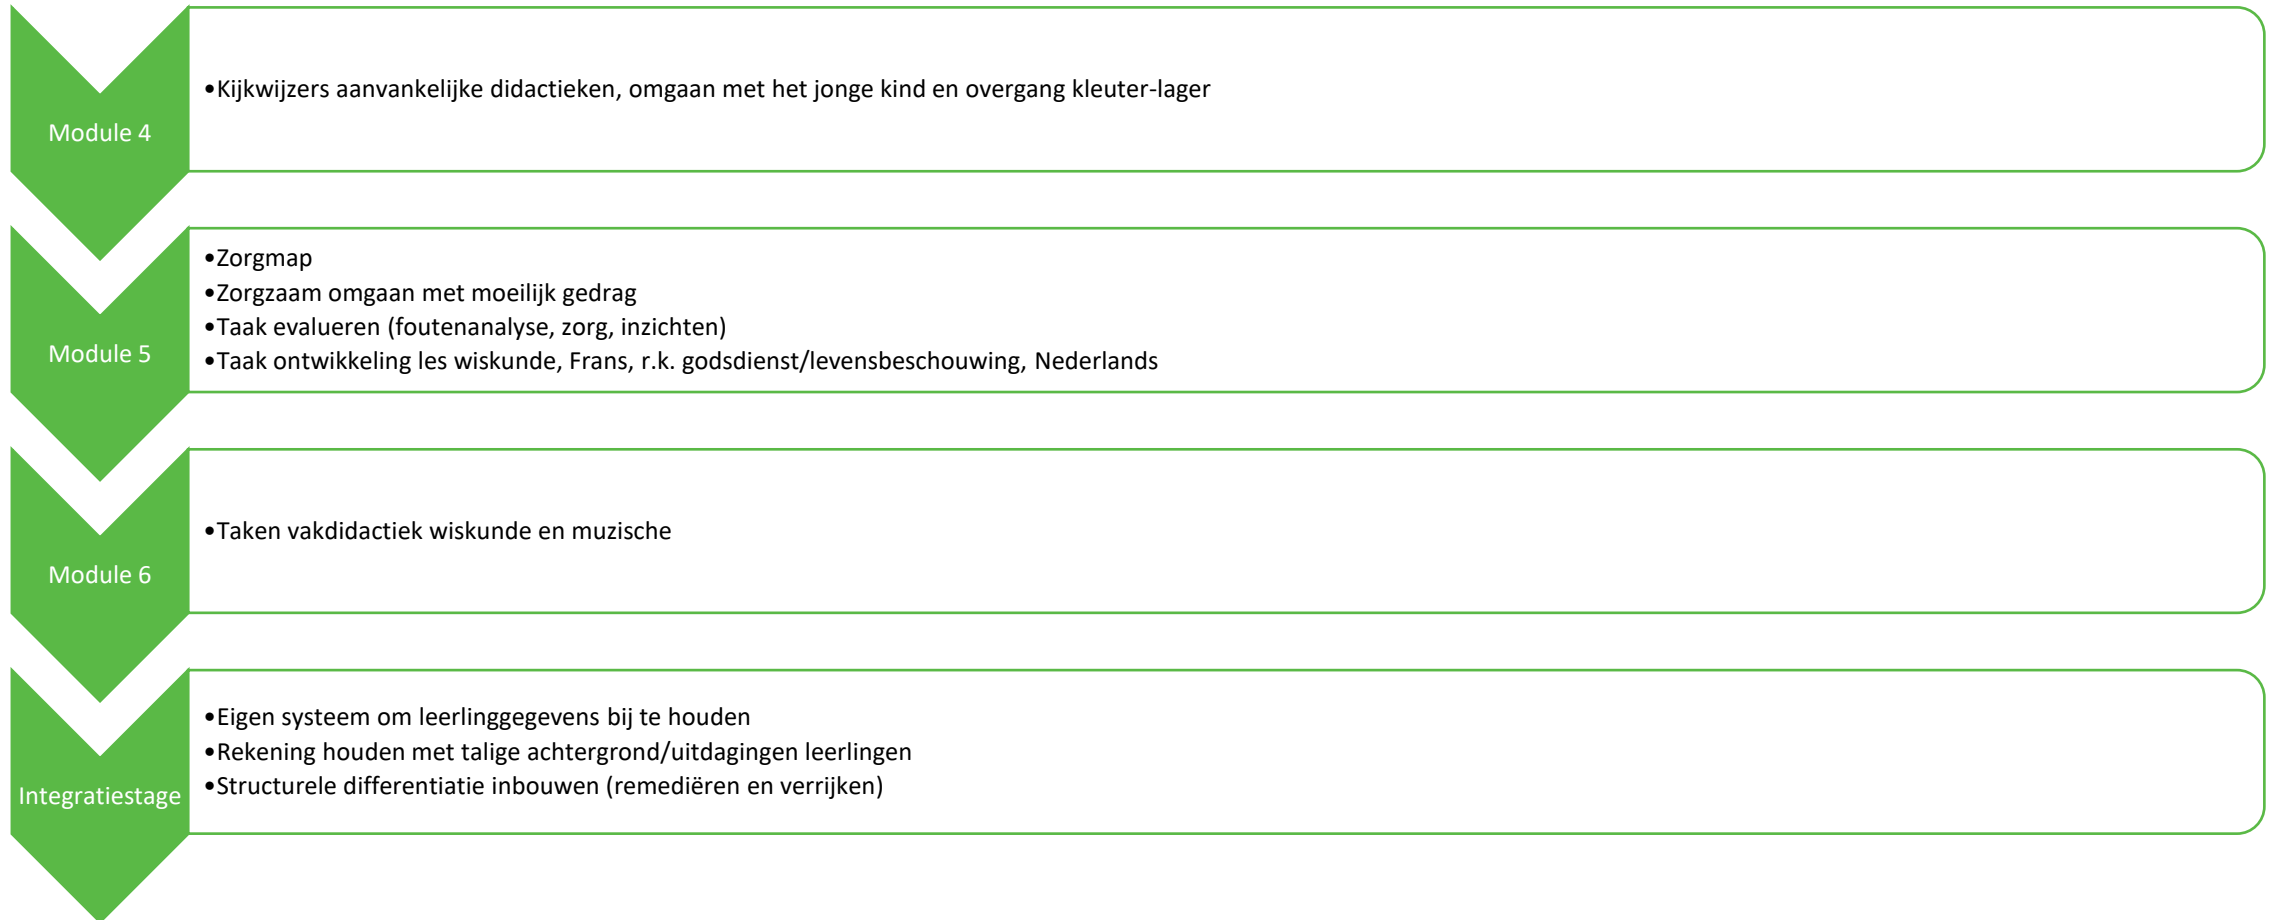 Module 4
•Kijkwijzers aanvankelijke didactieken, omgaan met het jonge kind en overgang kleuter-lager
Module 5
•Zorgmap
•Zorgzaam omgaan met moeilijk gedrag
•Taak evalueren (foutenanalyse, zorg, inzichten)
•Taak ontwikkeling les wiskunde, Frans, r.k. godsdienst/levensbeschouwing, Nederlands
Module 6
•Taken vakdidactiek wiskunde en muzische
Integratiestage
•Eigen systeem om leerlinggegevens bij te houden
•Rekening houden met talige achtergrond/uitdagingen leerlingen
•Structurele differentiatie inbouwen (remediëren en verrijken)